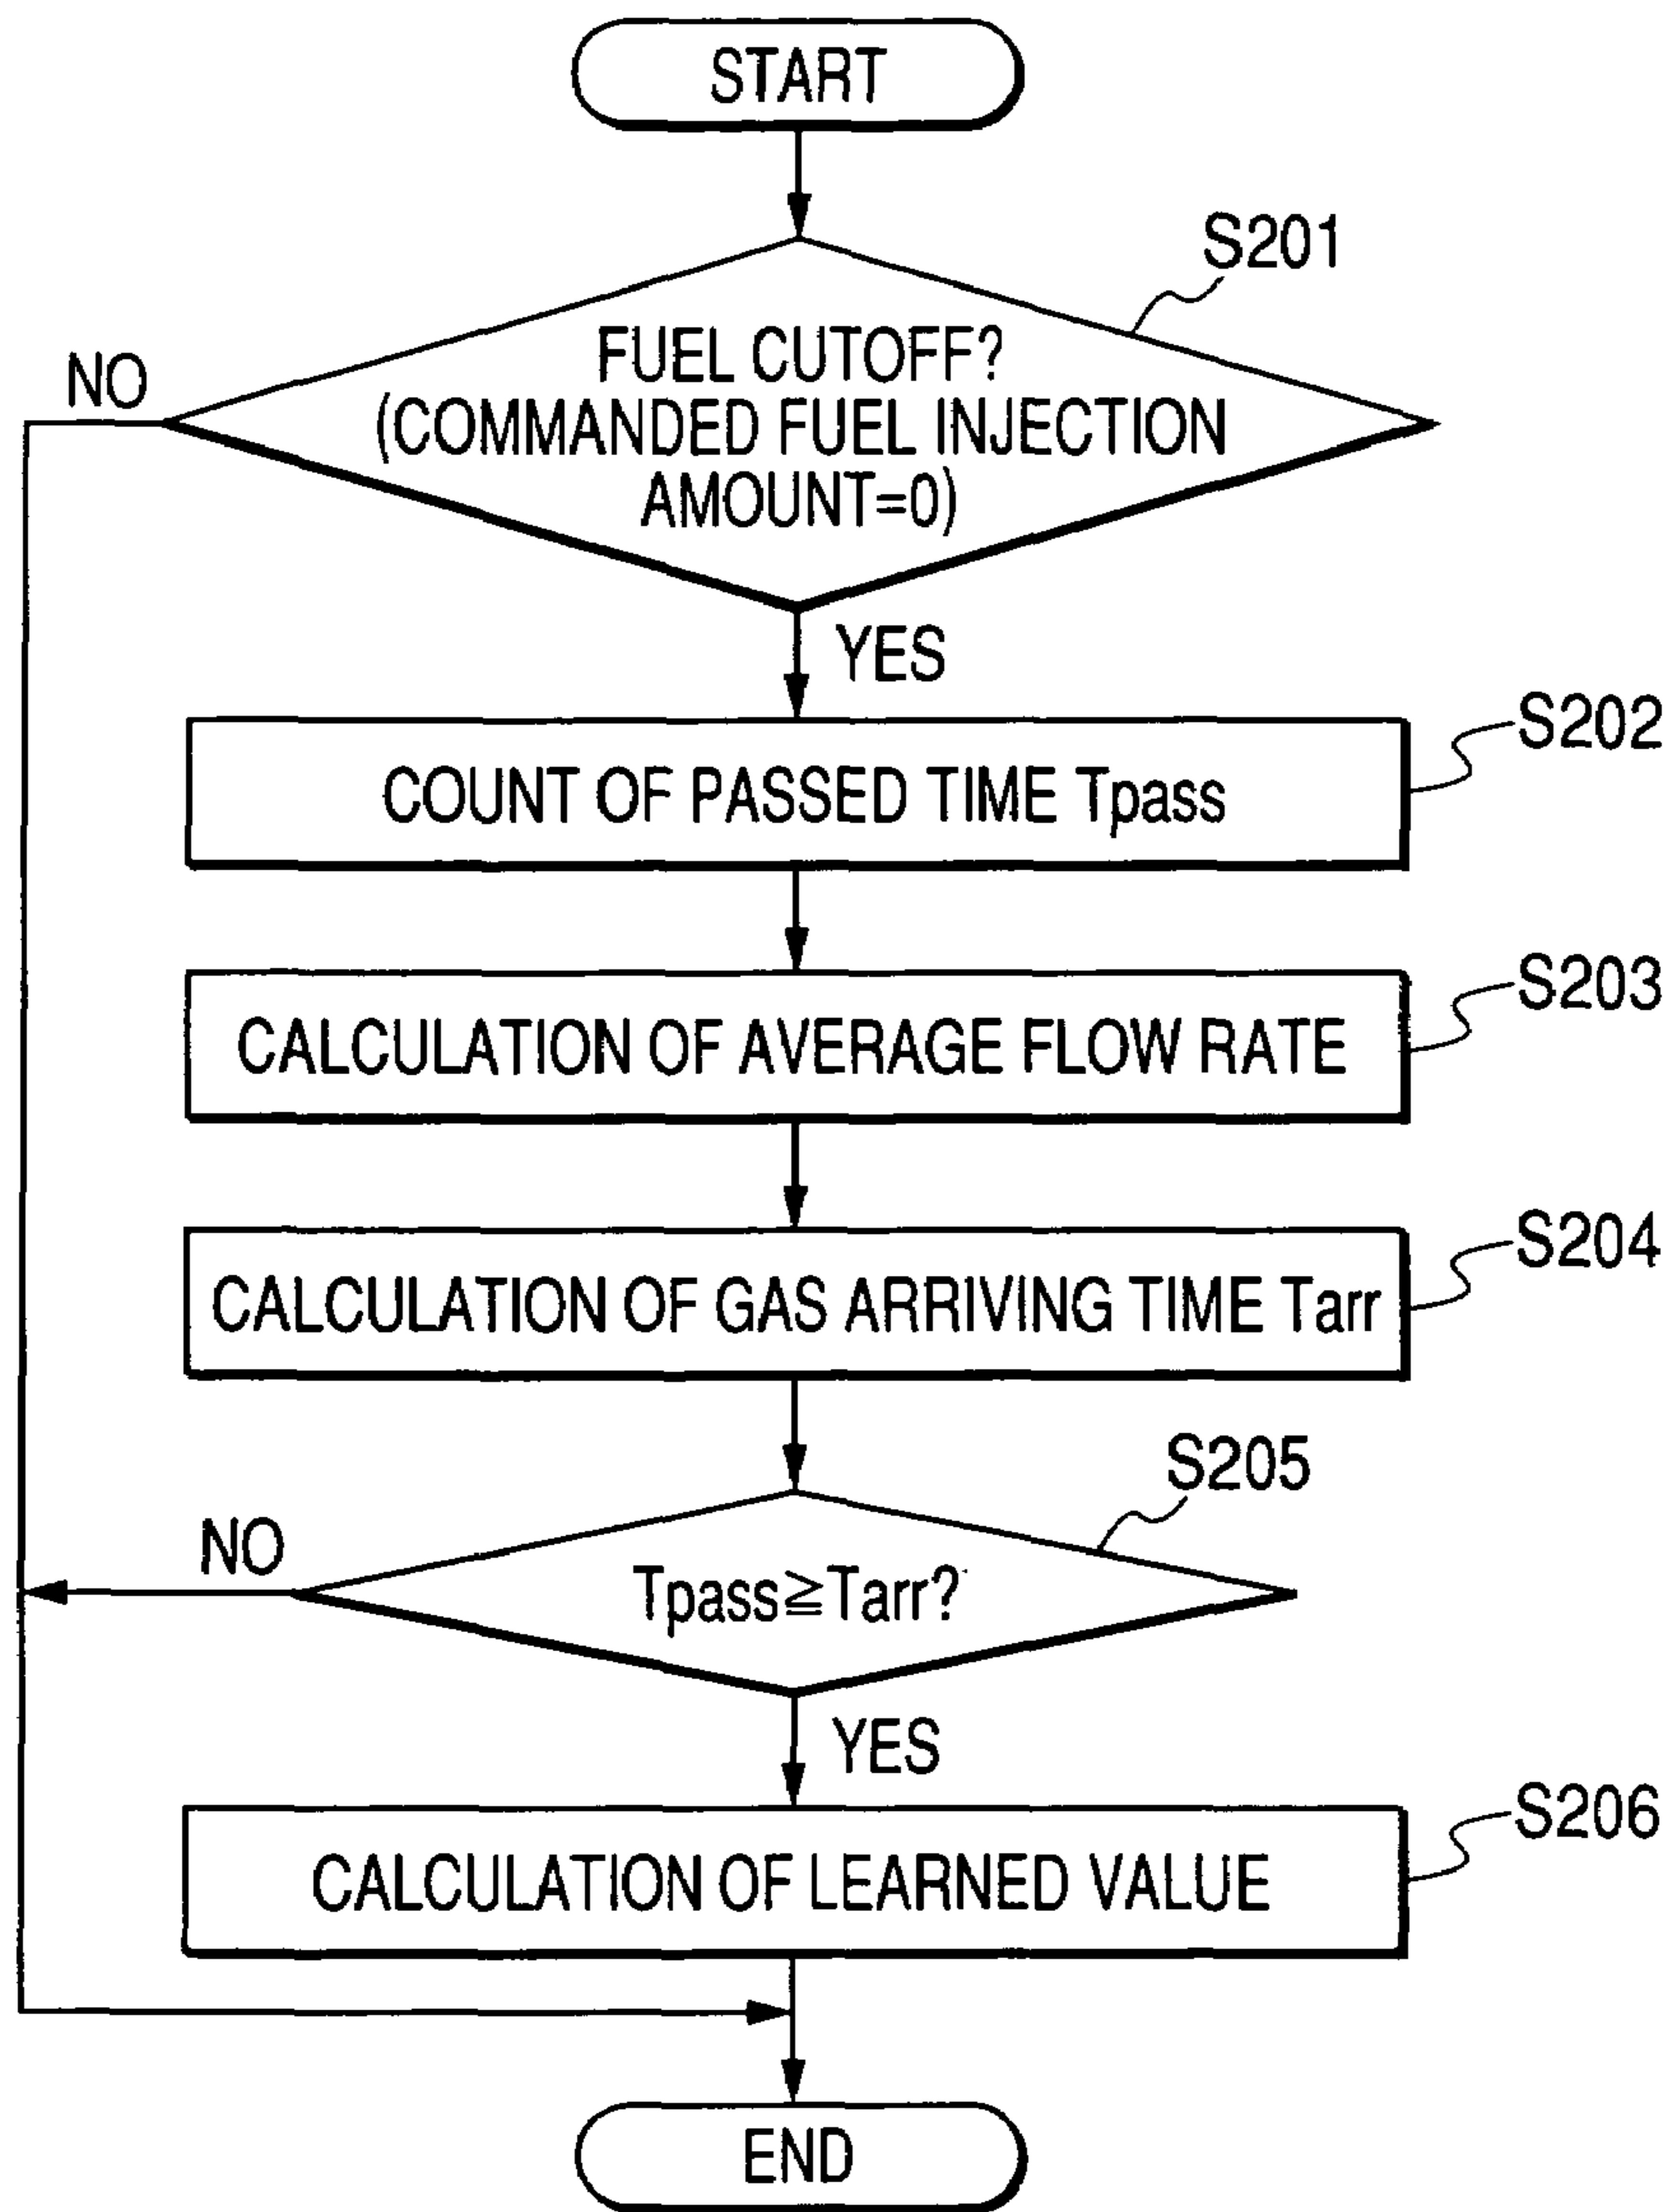 START
S201
FUEL CUTOFF?
(COMMANDED FUEL INJECTION
AMOUNT=0)
NO
YES
S202
COUNT OF PASSED TIME Tpass
S203
CALCULATION OF AVERAGE FLOW RATE
S204
CALCULATION OF GAS ARRIVING TIME Tarr
S205
NO
Tpass≧Tarr?
YES
S206
CALCULATION OF LEARNED VALUE
END